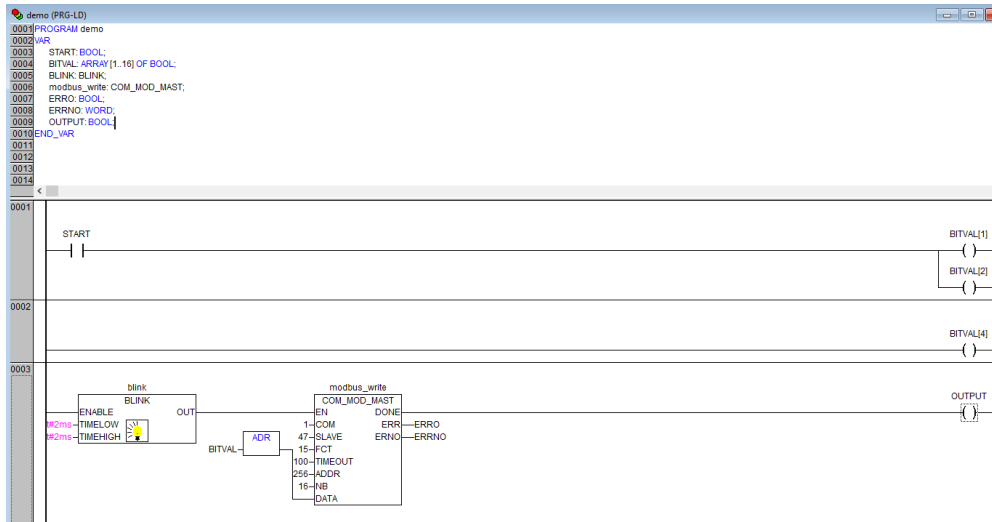 demo (PRG-LD)
0001 PROGRAM demo
0002 VAR
0003 START: BOOL;
0004 BITVAL: ARRAY [1..16] OF BOOL;
0005 BLINK: BLINK;
0006 modbus_write: COM_MOD_MAST;
0007 ERRO: BOOL;
0008 ERRNO: WORD;
0009 OUTPUT: BOOL;
0010 END_VAR
0011
0012
0013
0014
0001
START
BITVAL[1]
BITVAL[2]
0002
BITVAL[4]
0003
blink
BLINK
ENABLE OUT
t#2ms TIMELOW
t#2ms TIMEHIGH
BITVAL
ADR
modbus_write
COM_MOD_MAST
EN DONE
1 COM ERR ERRO
47 SLAVE ERNO ERRNO
15 FCT
100 TIMEOUT
256 ADDR
16 NB
DATA
OUTPUT